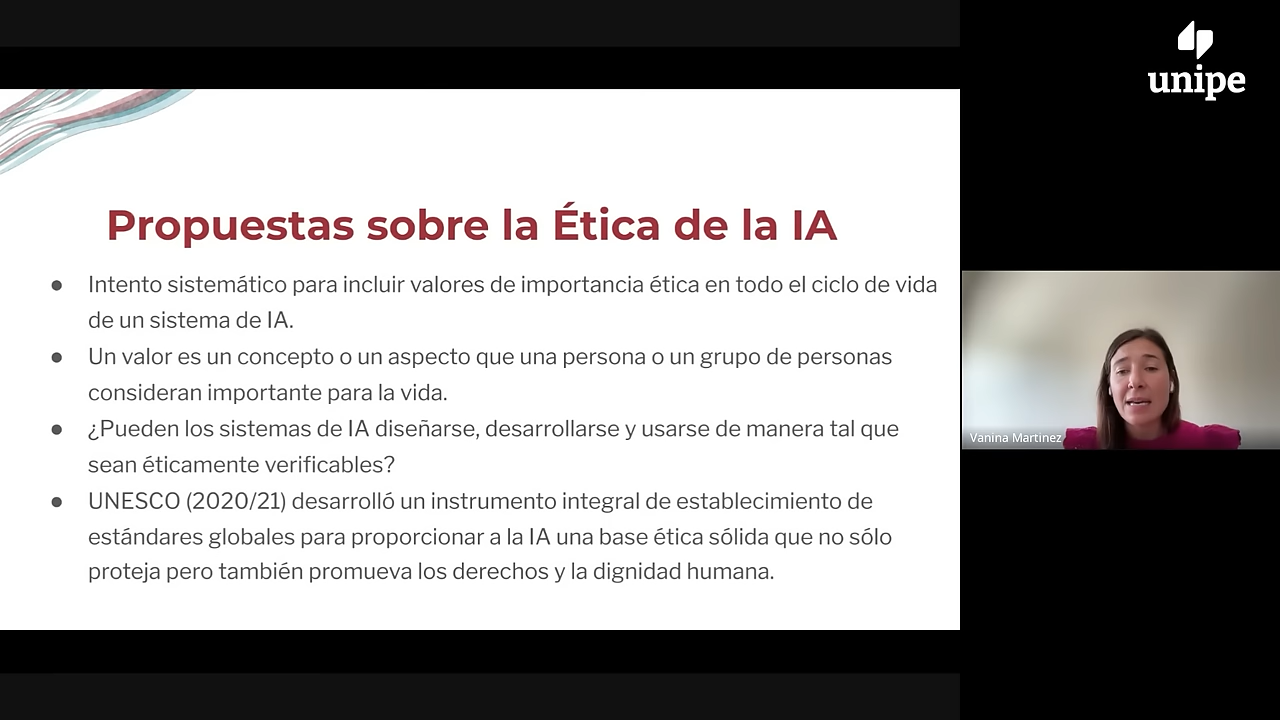 unipe
Propuestas sobre la Ética de la IA
● Intento sistemático para incluir valores de importancia ética en todo el ciclo de vida
de un sistema de IA.
● Un valor es un concepto o un aspecto que una persona o un grupo de personas
consideran importante para la vida.
● ¿Pueden los sistemas de IA diseñarse, desarrollarse y usarse de manera tal que
sean éticamente verificables?
● UNESCO (2020/21) desarrolló un instrumento integral de establecimiento de
estándares globales para proporcionar a la IA una base ética sólida que no sólo
proteja pero también promueva los derechos y la dignidad humana.
Vanina Martinez